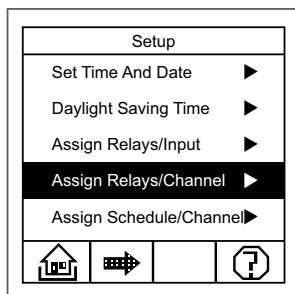 Setup
Set Time And Date
Daylight Saving Time
Assign Relays/Input
Assign Relays/Channel
Assign Schedule/Channel
?